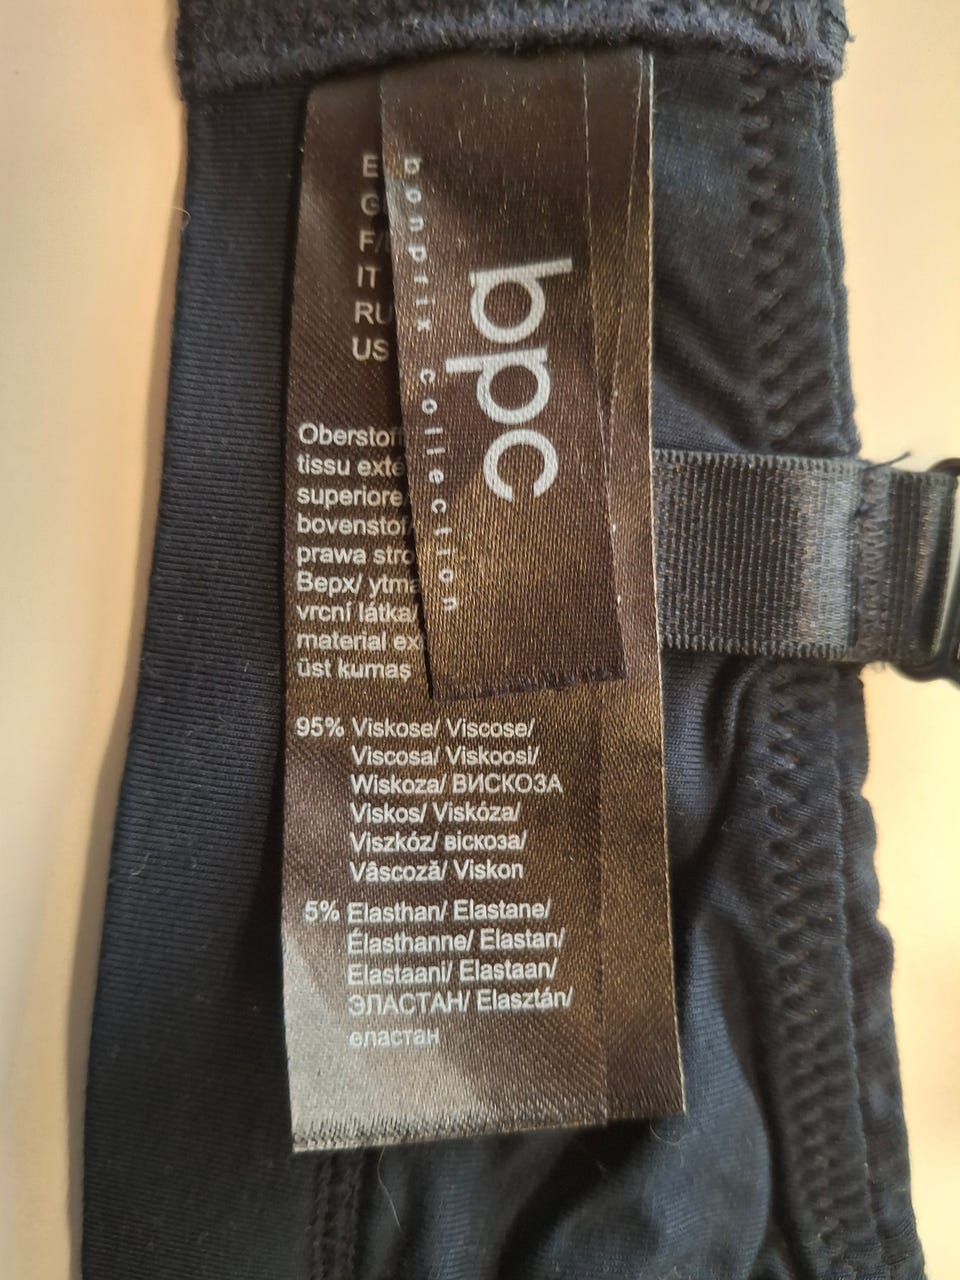 bpc
bonprix collection
E
G
F/
IT
RU
US
Oberstoff
tissu exte
superiore
bovenstof
prawa stro
Верх/ утта
vrcní látka/
material ex
üst kumaş
95% Viskose/ Viscose/
Viscosa/ Viskoosi/
Wiskoza/ ВИСКОЗА
Viskos/ Viskóza/
Viszkóz/ віскоза/
Vâscoză/ Viskon
5% Elasthan/ Elastane/
Élasthanne/ Elastan/
Elastaani/ Elastaan/
ЭЛАСТАН/ Elasztán/
еластан